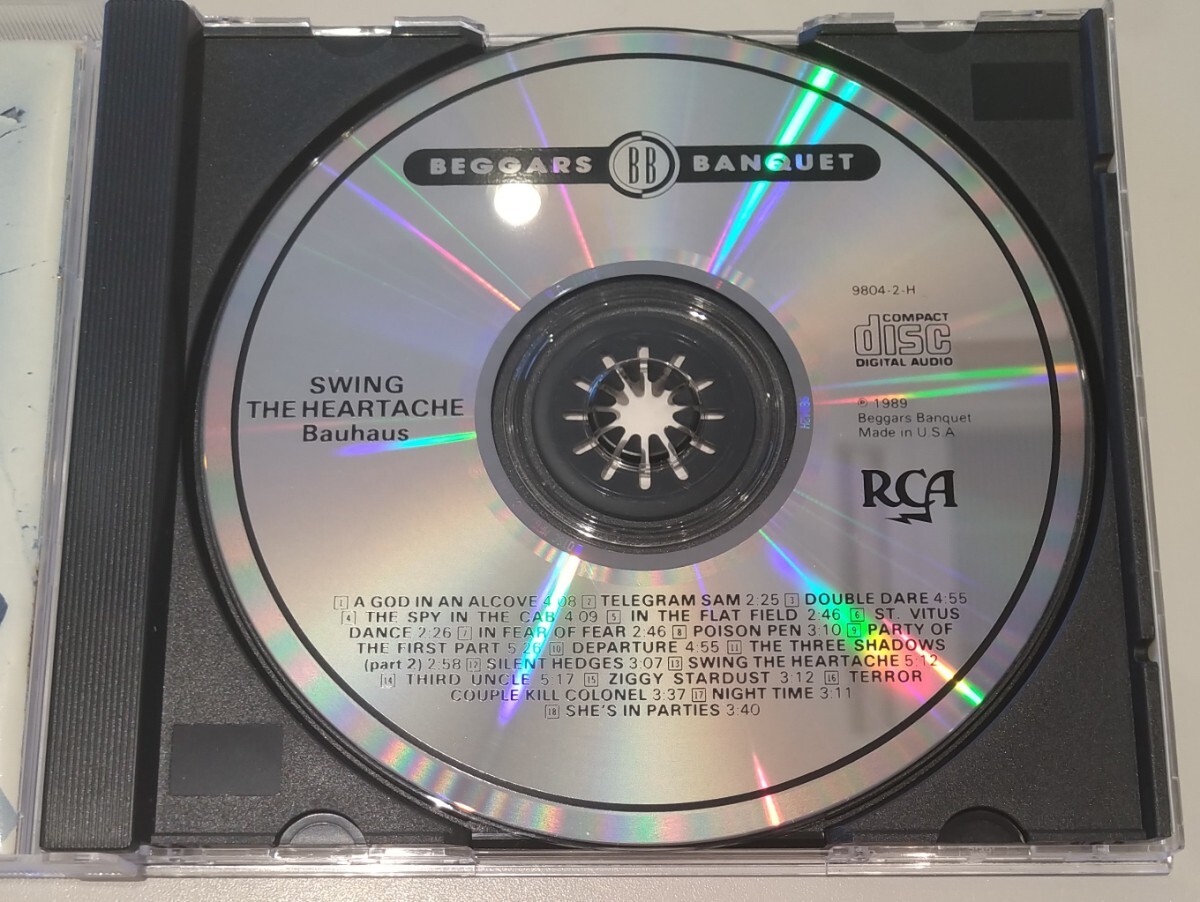 BEGGARS BB BANQUET
9804-2-H
COMPACT
disc
DIGITAL AUDIO
SWING
THE HEARTACHE
Bauhaus
℗ 1989
Beggars Banquet
Made in U.S.A
RCA
1 A GOD IN AN ALCOVE 4:08 2 TELEGRAM SAM 2:25 3 DOUBLE DARE 4:55
4 THE SPY IN THE CAB 4:09 5 IN THE FLAT FIELD 2:46 6 ST. VITUS
DANCE 2:26 7 IN FEAR OF FEAR 2:46 8 POISON PEN 3:10 9 PARTY OF
THE FIRST PART 5:26 10 DEPARTURE 4:55 11 THE THREE SHADOWS
(part 2) 2:58 12 SILENT HEDGES 3:07 13 SWING THE HEARTACHE 5:12
14 THIRD UNCLE 5:17 15 ZIGGY STARDUST 3:12 16 TERROR
COUPLE KILL COLONEL 3:37 17 NIGHT TIME 3:11
18 SHE'S IN PARTIES 3:40